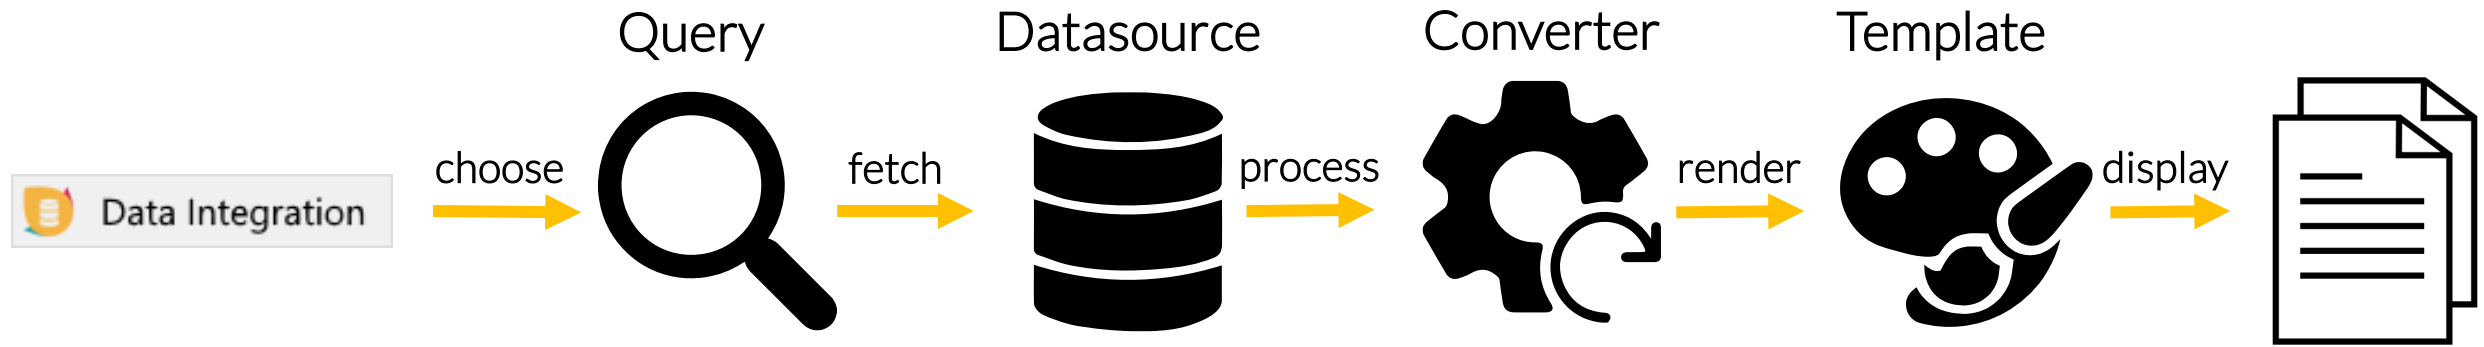 Query
Datasource
Converter
Template
Data Integration
choose
fetch
process
render
display